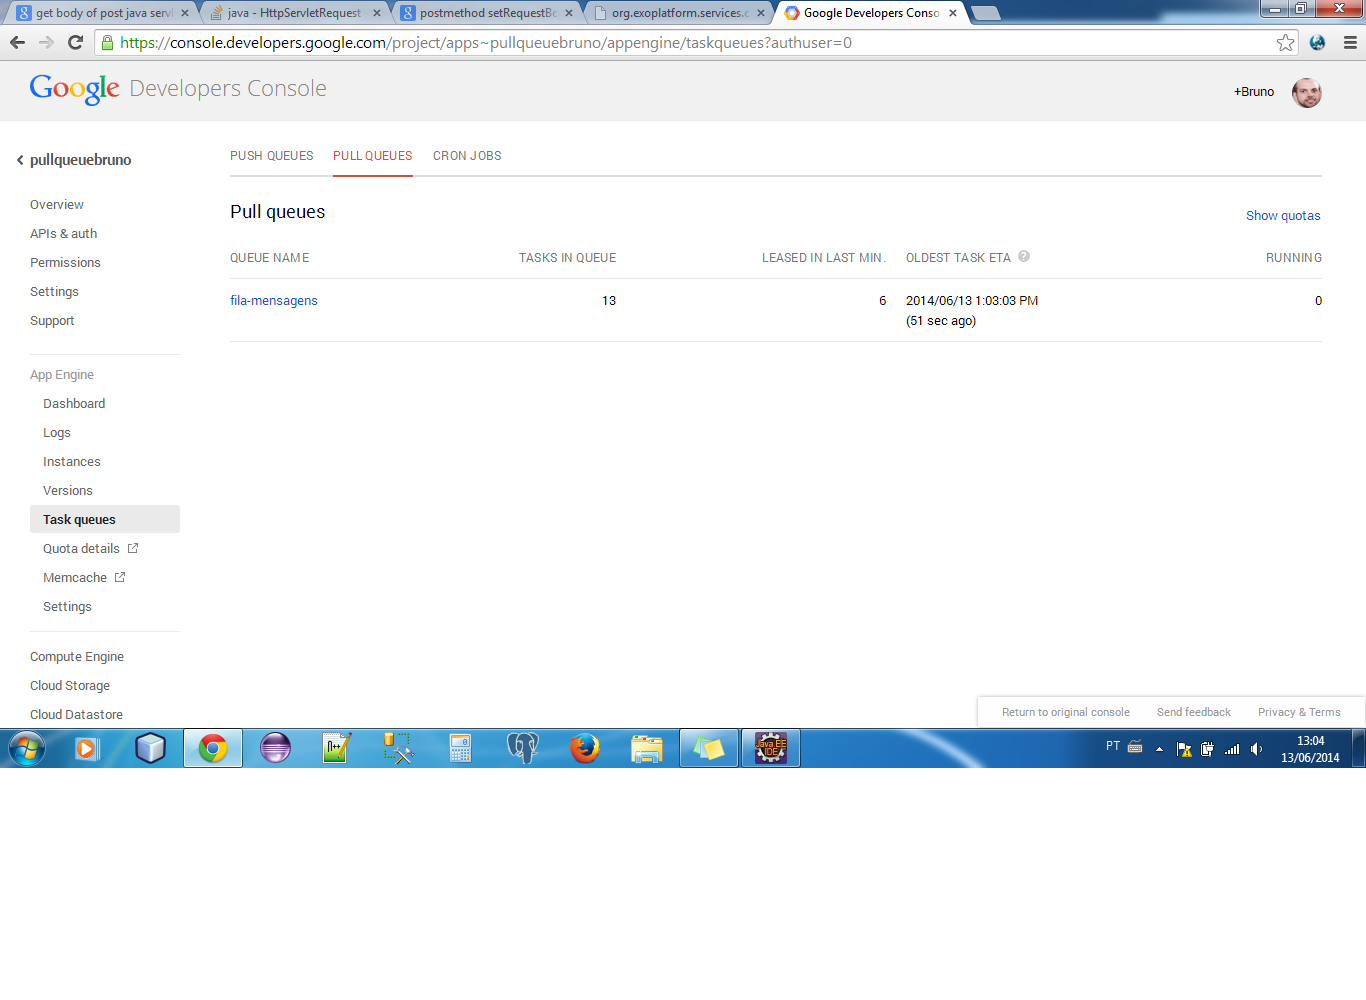 get body of post java servl
java - HttpServletRequest
postmethod setRequestBo
org.exoplatform.services.c
Google Developers Conso
https://console.developers.google.com/project/apps~pullqueuebruno/appengine/taskqueues?authuser=0
Google Developers Console
+Bruno
pullqueuebruno
Overview
APIs & auth
Permissions
Settings
Support
App Engine
Dashboard
Logs
Instances
Versions
Task queues
Quota details
Memcache
Settings
Compute Engine
Cloud Storage
Cloud Datastore
PUSH QUEUES PULL QUEUES CRON JOBS
Pull queues
Show quotas
QUEUE NAME TASKS IN QUEUE LEASED IN LAST MIN. OLDEST TASK ETA ? RUNNING
fila-mensagens 13 6 2014/06/13 1:03:03 PM 0
(51 sec ago)
Return to original console Send feedback Privacy & Terms
Java EE
IDE
PT
13:04
13/06/2014